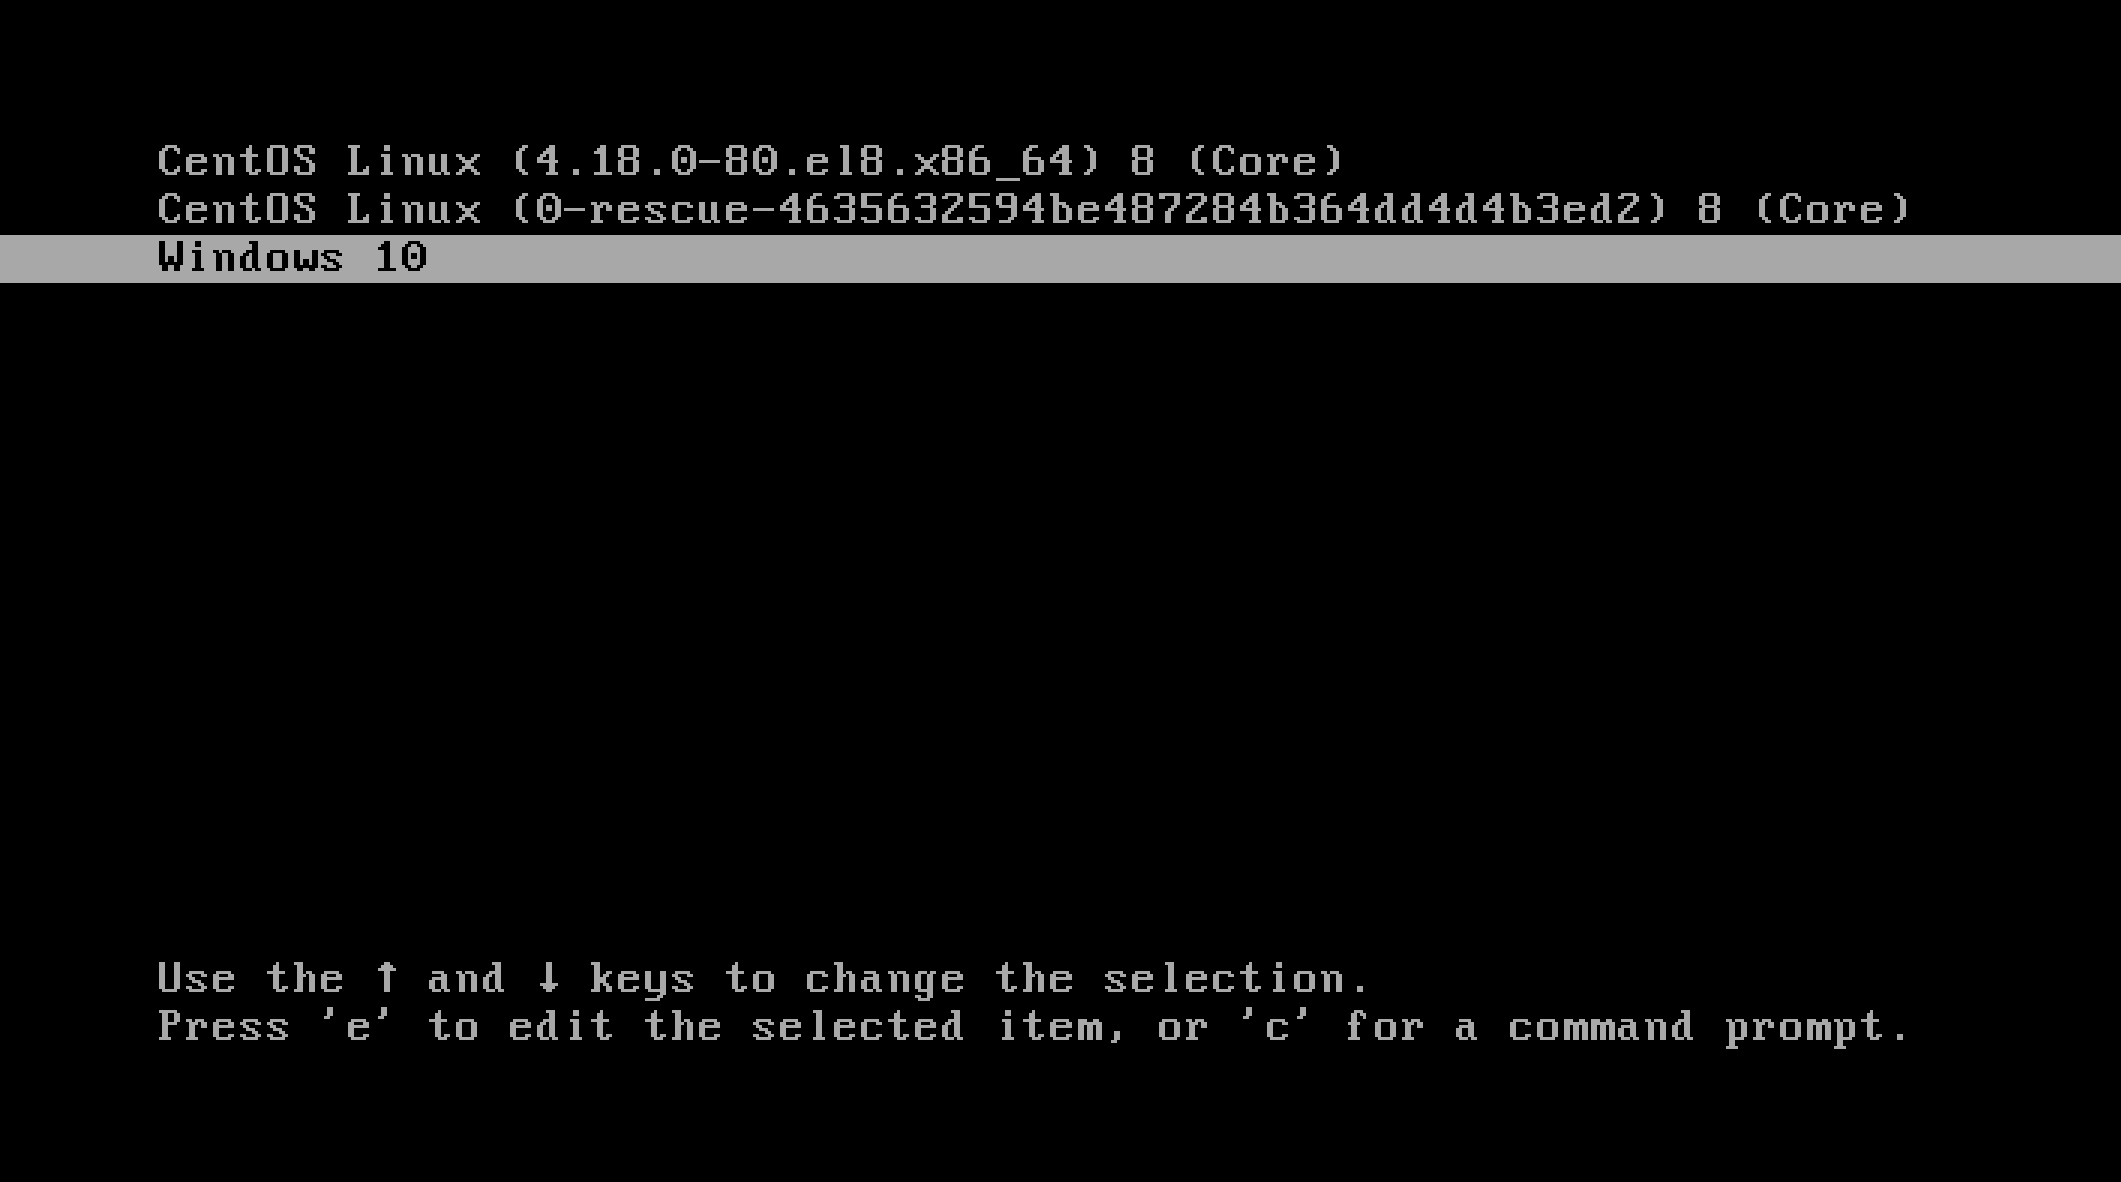 CentOS Linux (4.18.0-80.el8.x86_64) 8 (Core)
CentOS Linux (0-rescue-4635632594be487284b364dd4d4b3ed2) 8 (Core)
Windows 10
Use the ↑ and ↓ keys to change the selection.
Press 'e' to edit the selected item, or 'c' for a command prompt.